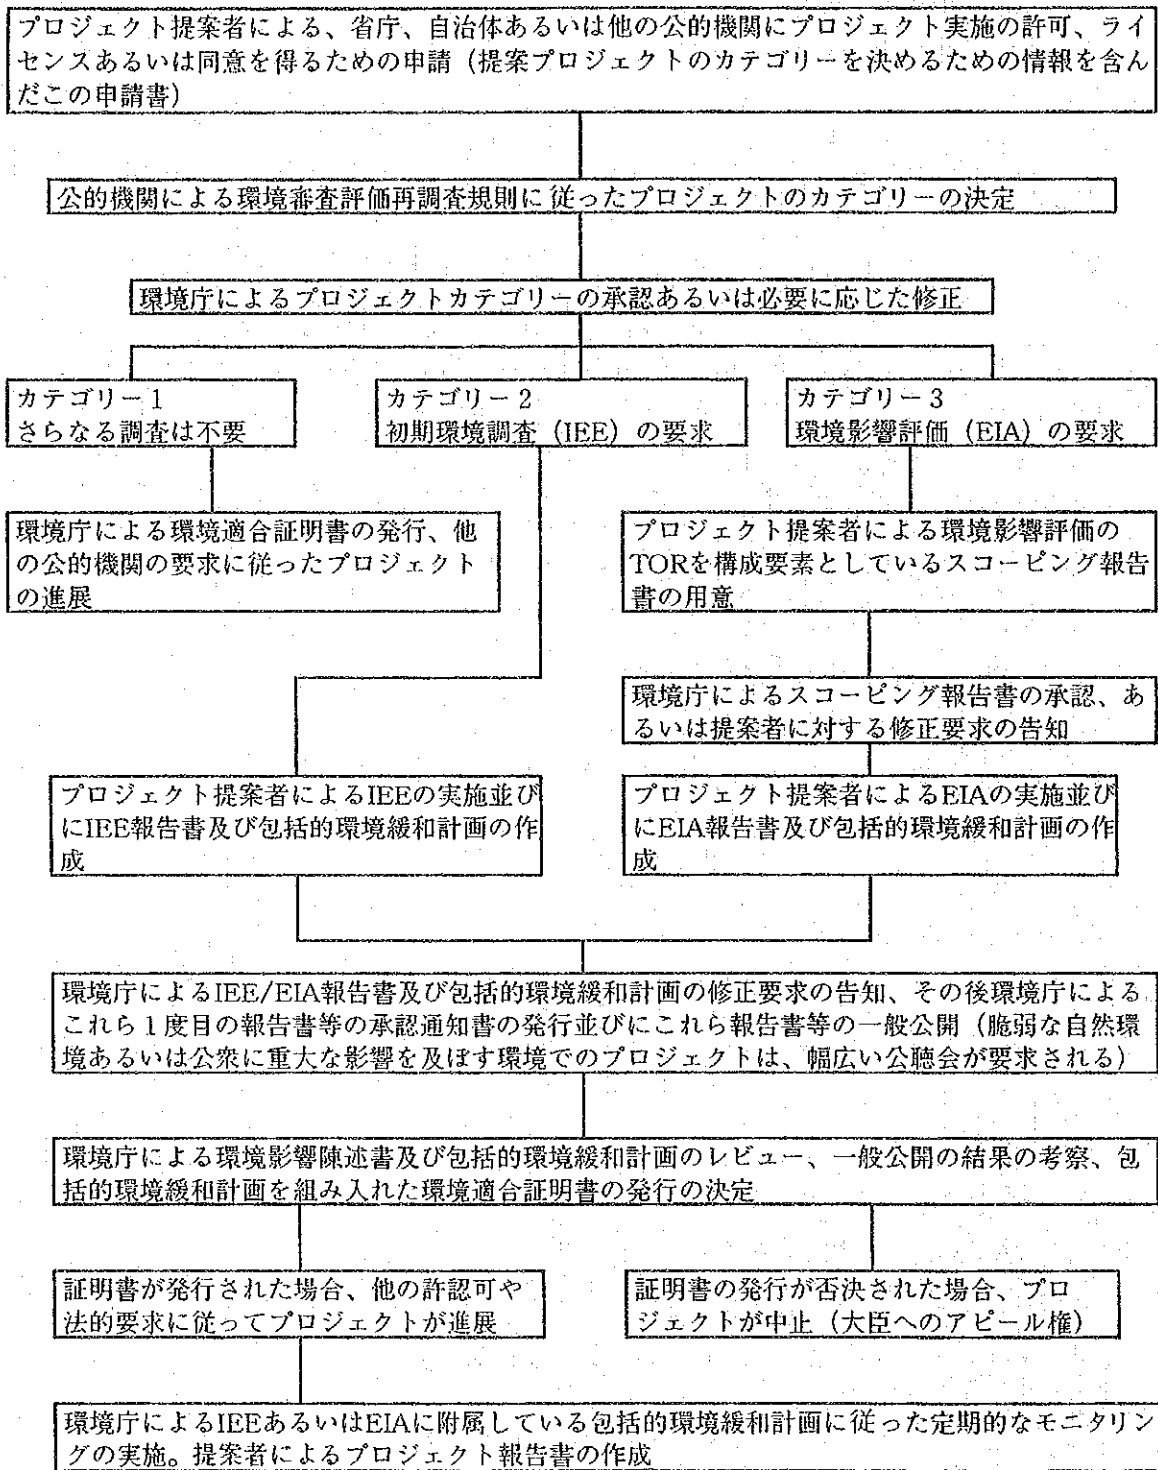 プロジェクト提案者による、省庁、自治体あるいは他の公的機関にプロジェクト実施の許可、ライ
センスあるいは同意を得るための申請（提案プロジェクトのカテゴリーを決めるための情報を含ん
だこの申請書）
公的機関による環境審査評価再調査規則に従ったプロジェクトのカテゴリーの決定
環境庁によるプロジェクトカテゴリーの承認あるいは必要に応じた修正
カテゴリー1
さらなる調査は不要
カテゴリー2
初期環境調査（IEE）の要求
カテゴリー3
環境影響評価（EIA）の要求
環境庁による環境適合証明書の発行、他
の公的機関の要求に従ったプロジェクト
の進展
プロジェクト提案者による環境影響評価の
TORを構成要素としているスコーピング報告
書の用意
環境庁によるスコーピング報告書の承認、あ
るいは提案者に対する修正要求の告知
プロジェクト提案者によるIEEの実施並び
にIEE報告書及び包括的環境緩和計画の作
成
プロジェクト提案者によるEIAの実施並び
にEIA報告書及び包括的環境緩和計画の作
成
環境庁によるIEE/EIA報告書及び包括的環境緩和計画の修正要求の告知、その後環境庁による
これら1度目の報告書等の承認通知書の発行並びにこれら報告書等の一般公開（脆弱な自然環
境あるいは公衆に重大な影響を及ぼす環境でのプロジェクトは、幅広い公聴会が要求される）
環境庁による環境影響陳述書及び包括的環境緩和計画のレビュー、一般公開の結果の考察、包
括的環境緩和計画を組み入れた環境適合証明書の発行の決定
証明書が発行された場合、他の許認可や
法的要求に従ってプロジェクトが進展
証明書の発行が否決された場合、プロ
ジェクトが中止（大臣へのアピール権）
環境庁によるIEEあるいはEIAに附属している包括的環境緩和計画に従った定期的なモニタリン
グの実施。提案者によるプロジェクト報告書の作成